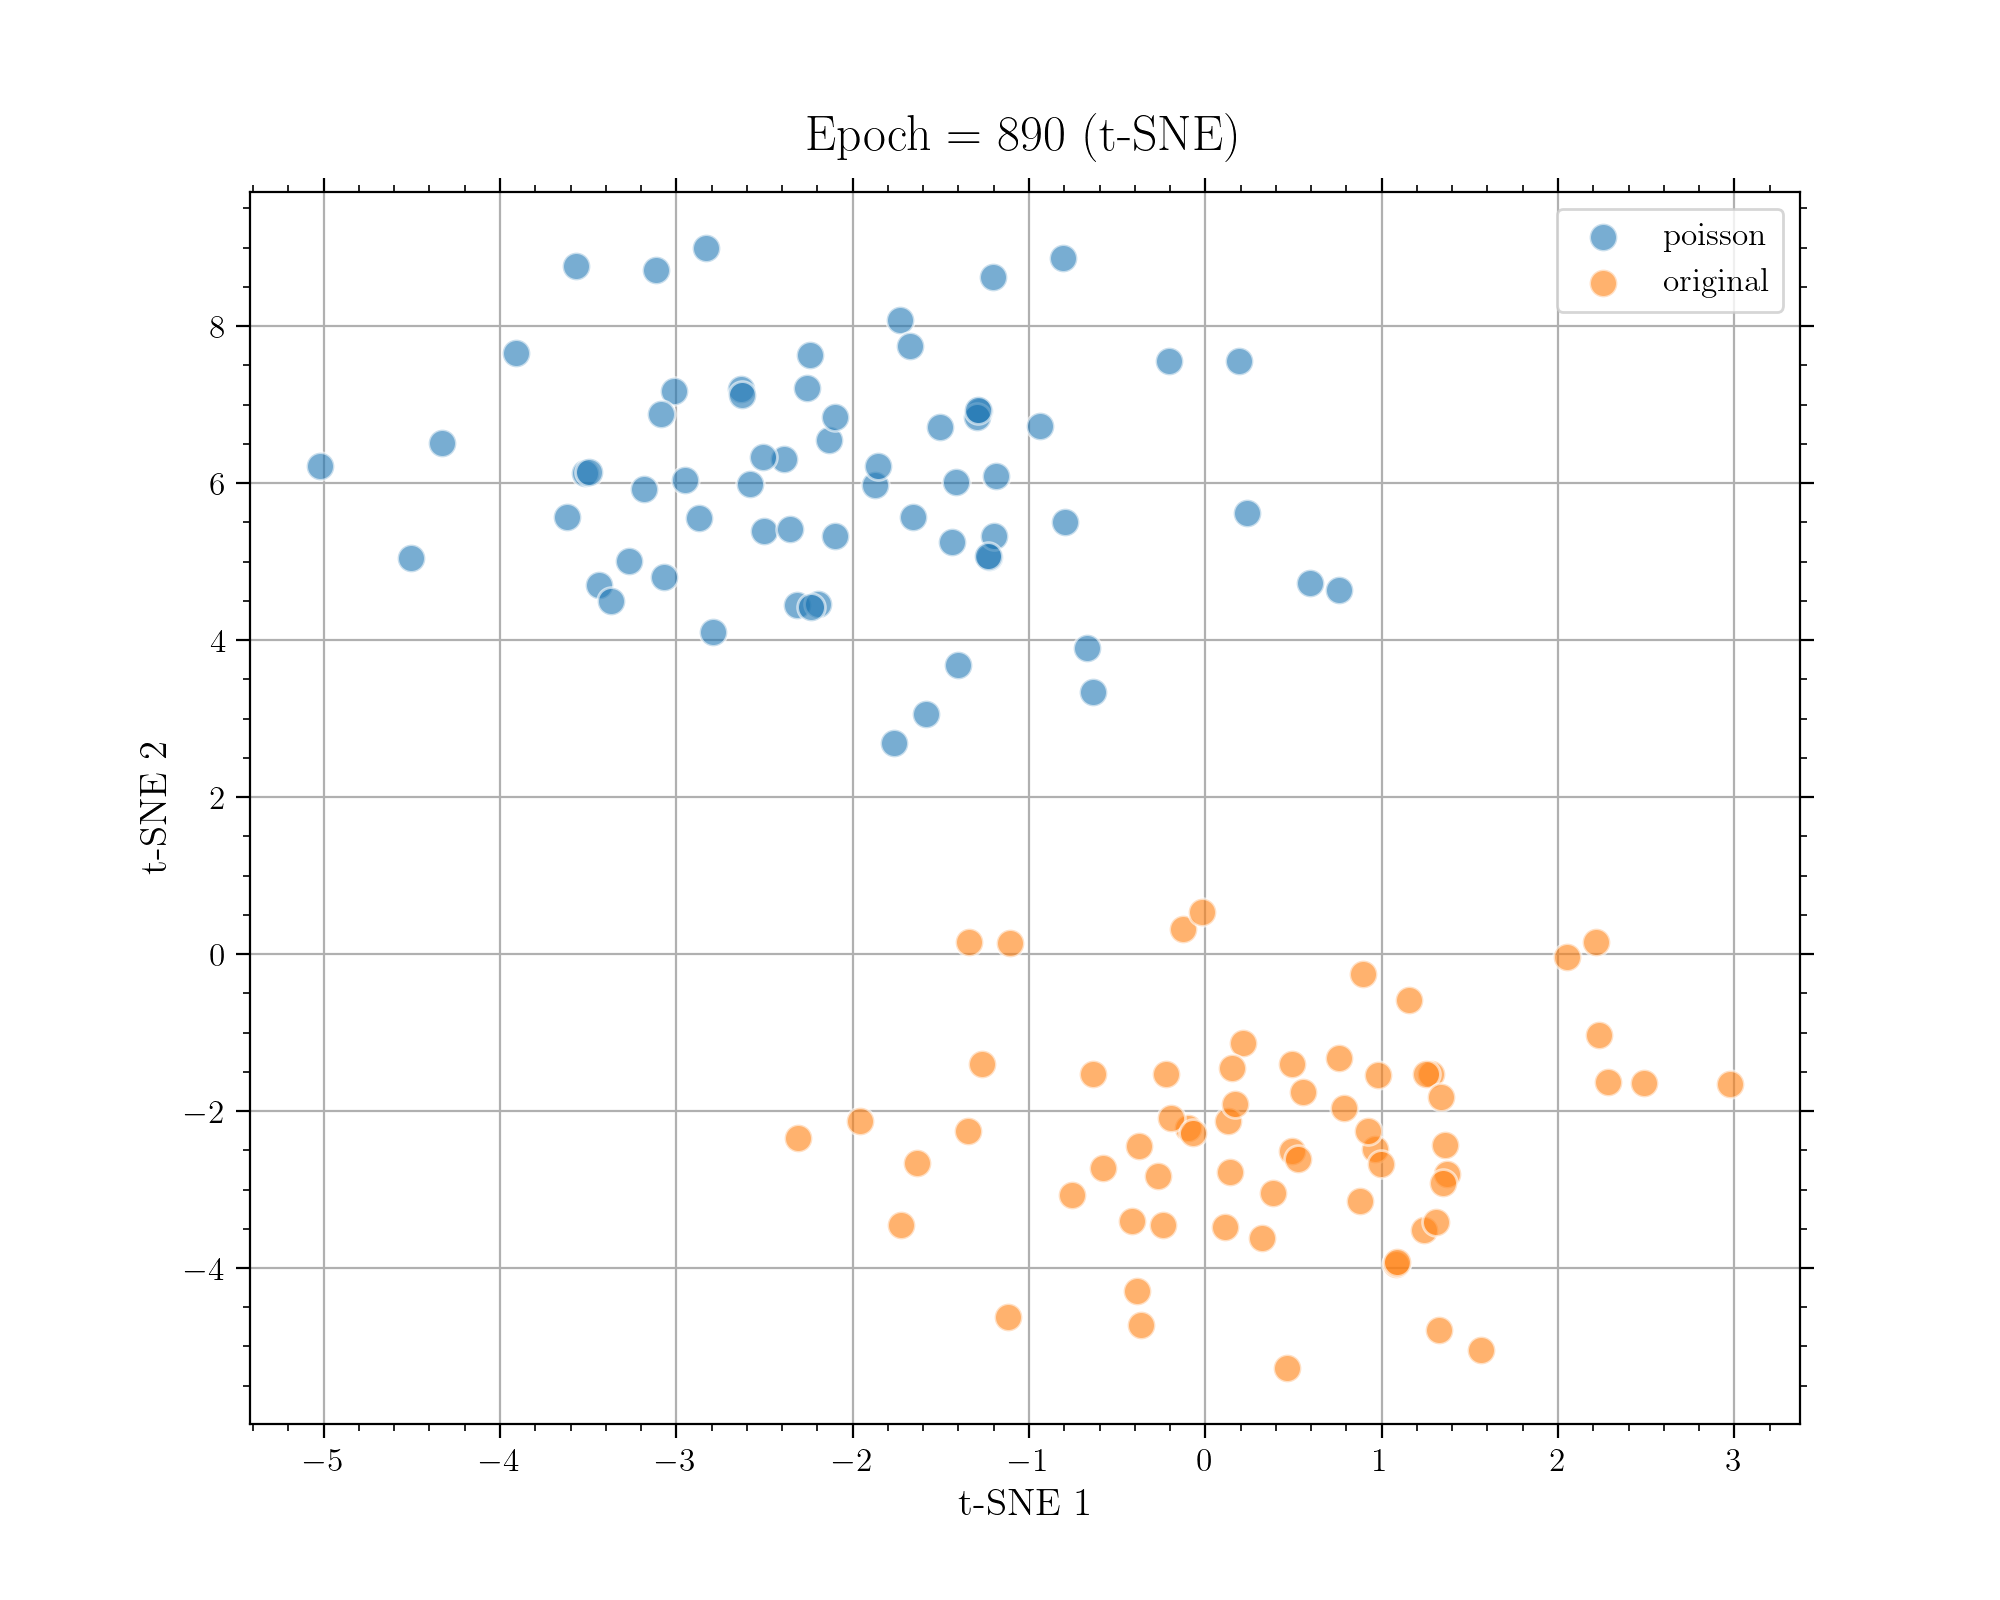 Epoch = 890 (t-SNE)
poisson
original
8
6
4
2
0
−2
−4
t-SNE 2
−5 −4 −3 −2 −1 0 1 2 3
t-SNE 1